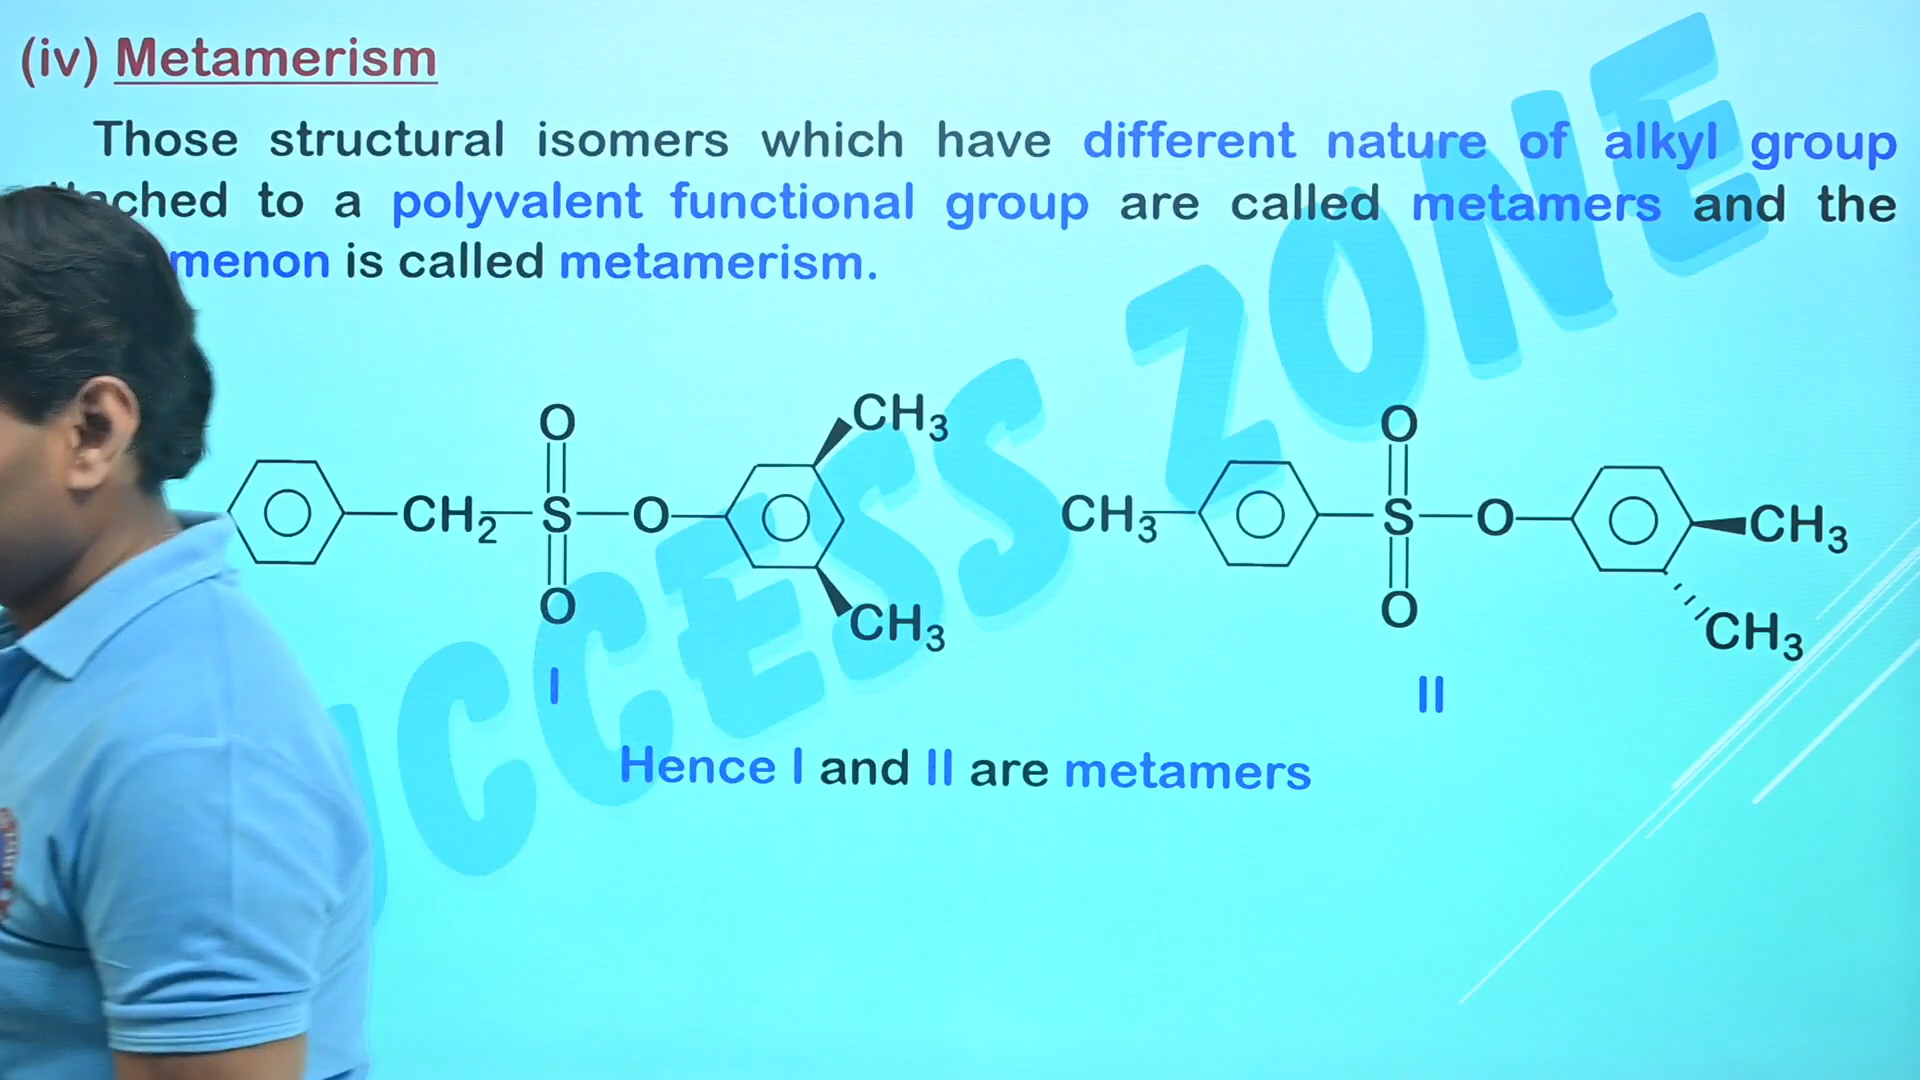 (iv) Metamerism
Those structural isomers which have different nature of alkyl group
ched to a polyvalent functional group are called metamers and the
menon is called metamerism.
O CH3 O
CH2 S O CH3 S O CH3
O CH3 O CH3
I II
Hence I and II are metamers
UCCESS ZONE